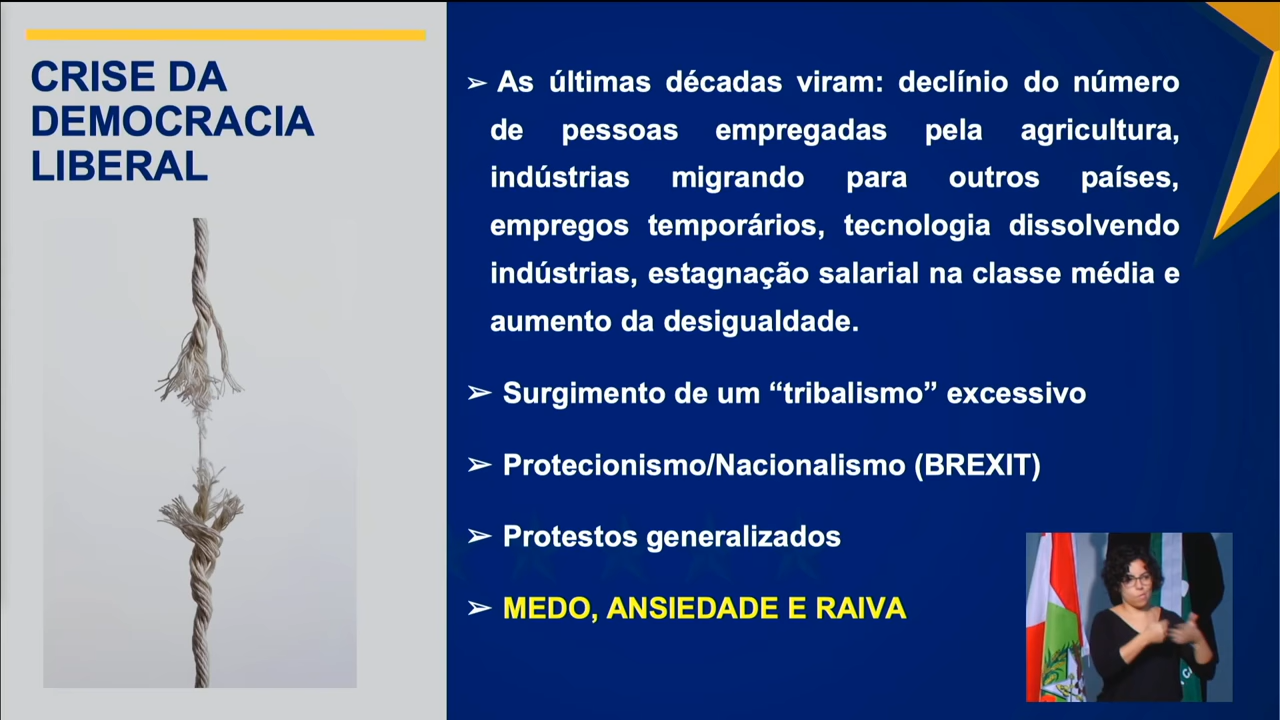 CRISE DA
DEMOCRACIA
LIBERAL
➢ As últimas décadas viram: declínio do número
de pessoas empregadas pela agricultura,
indústrias migrando para outros países,
empregos temporários, tecnologia dissolvendo
indústrias, estagnação salarial na classe média e
aumento da desigualdade.
➢ Surgimento de um “tribalismo” excessivo
➢ Protecionismo/Nacionalismo (BREXIT)
➢ Protestos generalizados
➢ MEDO, ANSIEDADE E RAIVA